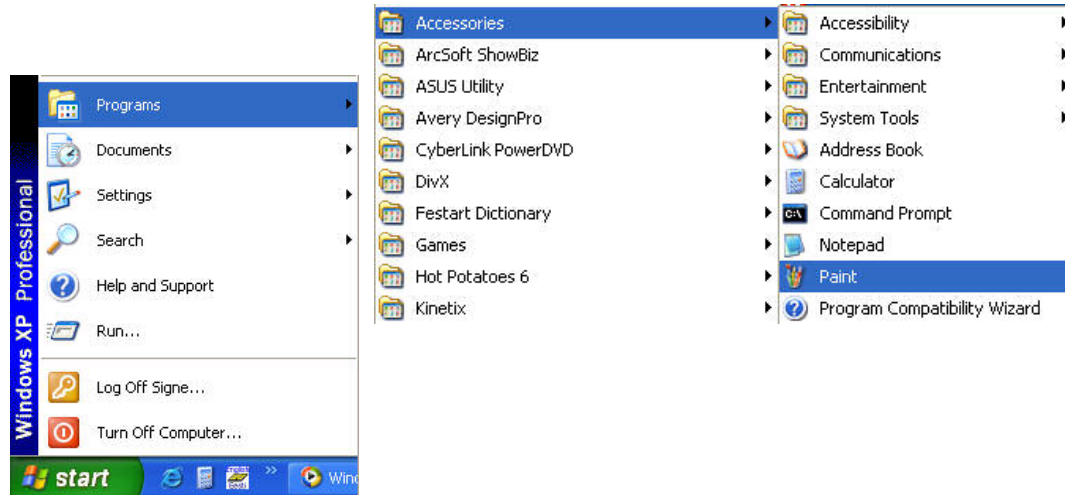 Programs
Documents
Settings
Search
Help and Support
Run...
Log Off Signe...
Turn Off Computer...
Windows XP Professional
start
»
Accessories
ArcSoft ShowBiz
ASUS Utility
Avery DesignPro
CyberLink PowerDVD
DivX
Festart Dictionary
Games
Hot Potatoes 6
Kinetix
Accessibility
Communications
Entertainment
System Tools
Address Book
Calculator
Command Prompt
Notepad
Paint
Program Compatibility Wizard